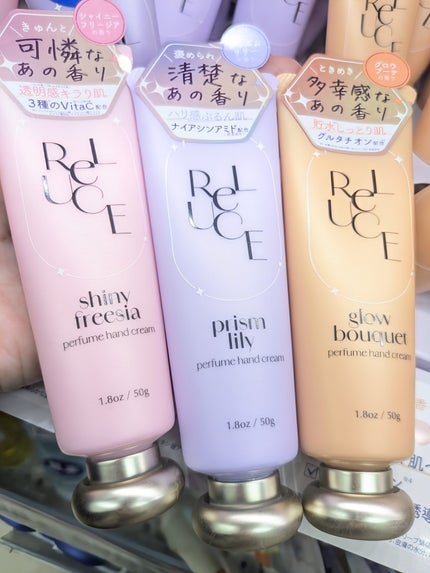 シャイニー
フリージア
の香り
きゅんと
可憐な
あの香り
透明感キラリ肌
3種のVitaC配合
RELUCE
shiny
freesia
perfume hand cream
1.8oz / 50g
褒められ
清楚な
あの香り
ハリ感ぷるん肌
ナイアシンアミド配合
RELUCE
prism
lily
perfume hand cream
1.8oz / 50g
グロウ
ブーケ
の香り
ときめき
多幸感な
あの香り
貯水しっとり肌
グルタチオン配合
RELUCE
glow
bouquet
perfume hand cream
1.8oz / 50g